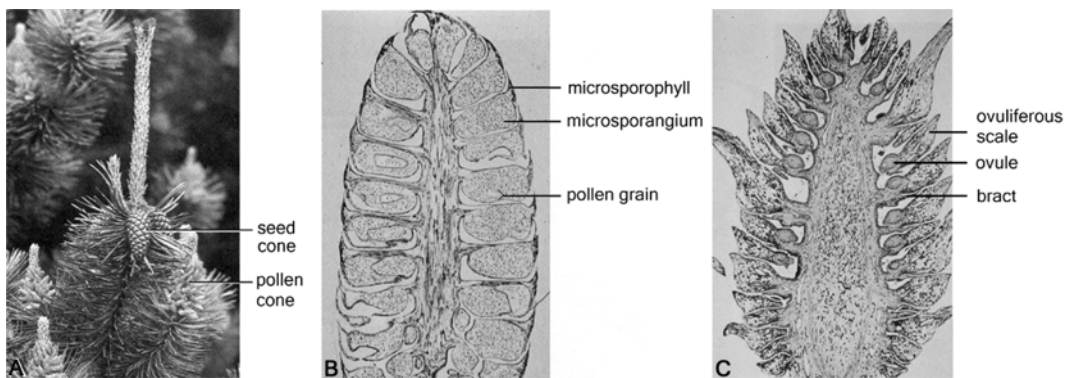 A
seed
cone
pollen
cone
B
microsporophyll
microsporangium
pollen grain
C
ovuliferous
scale
ovule
bract